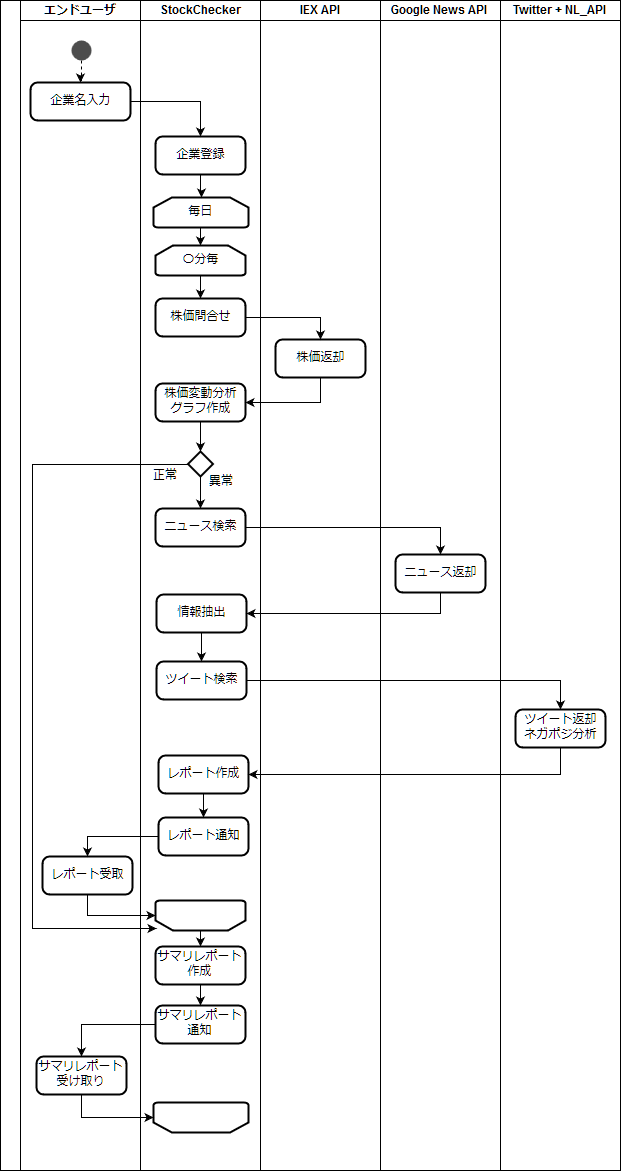 エンドユーザ
StockChecker
IEX API
Google News API
Twitter + NL_API
企業名入力
企業登録
毎日
〇分毎
株価問合せ
株価返却
株価変動分析
グラフ作成
正常
異常
ニュース検索
ニュース返却
情報抽出
ツイート検索
ツイート返却
ネガポジ分析
レポート作成
レポート通知
レポート受取
サマリレポート
作成
サマリレポート
通知
サマリレポート
受け取り